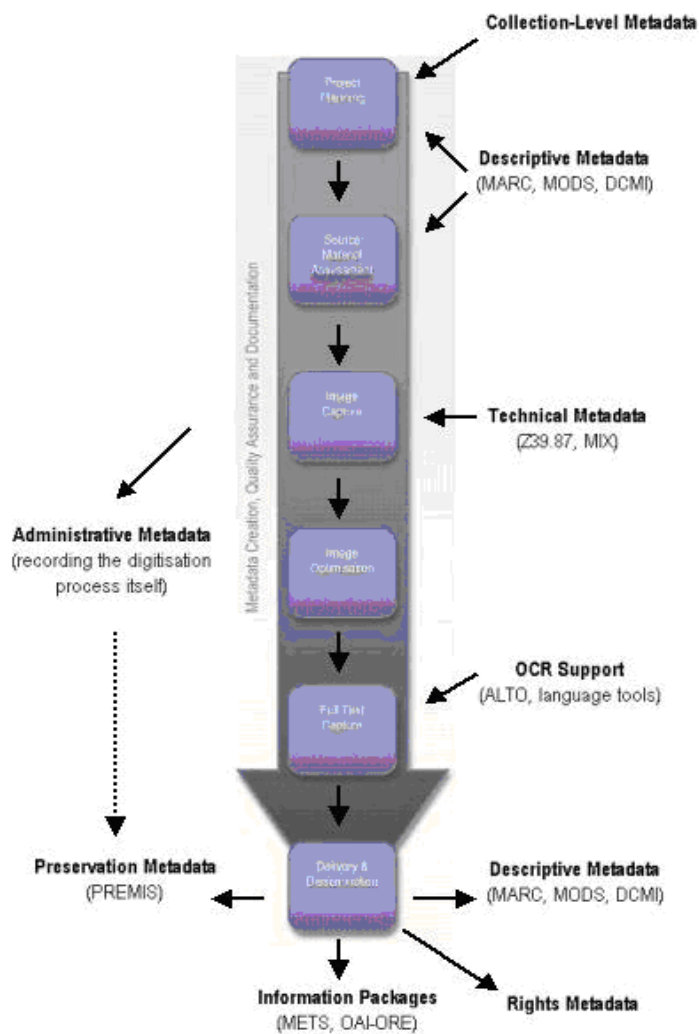 Collection-Level Metadata
Project
Planning
Descriptive Metadata
(MARC, MODS, DCMI)
Source
Material
Assessment
Metadata Creation, Quality Assurance and Documentation
Image
Capture
Technical Metadata
(Z39.87, MIX)
Administrative Metadata
(recording the digitisation
process itself)
Image
Optimisation
OCR Support
(ALTO, language tools)
Full Text
Capture
Preservation Metadata
(PREMIS)
Delivery &
Dissemination
Descriptive Metadata
(MARC, MODS, DCMI)
Information Packages
(METS, OAI-ORE)
Rights Metadata